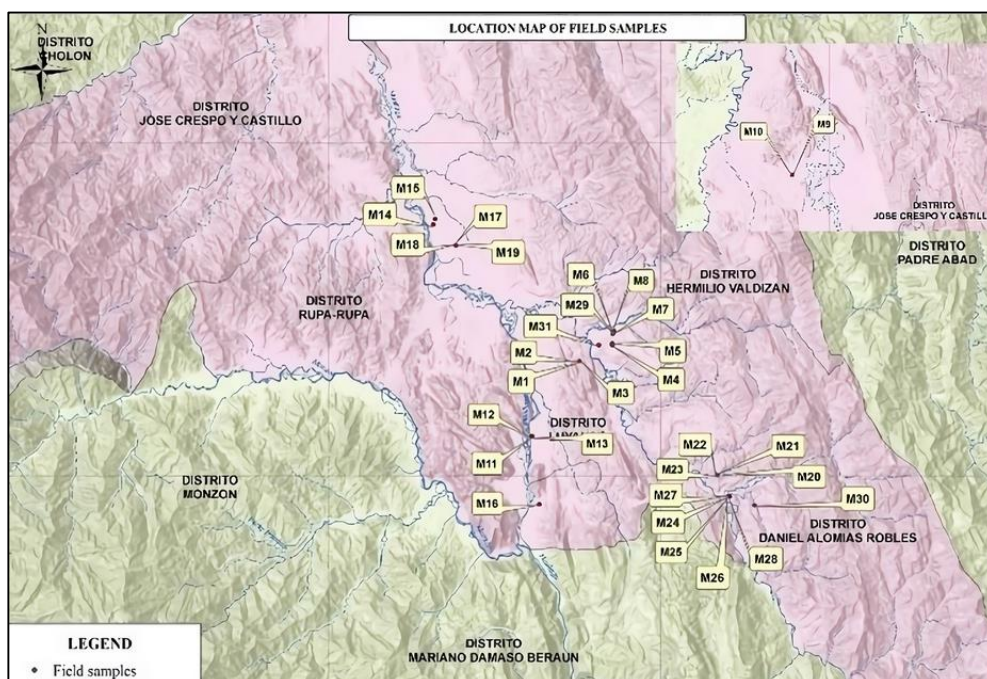 LOCATION MAP OF FIELD SAMPLES
N
DISTRITO
CHOLON
DISTRITO
JOSE CRESPO Y CASTILLO
M10
M9
DISTRITO
JOSE CRESPO Y CASTILL
DISTRITO
PADRE ABAD
M15
M14
M17
M18
M19
M6
M8
DISTRITO
HERMILIO VALDIZAN
M29
M7
DISTRITO
RUPA-RUPA
M31
M2
M5
M1
M4
M3
M12
DISTRITO
M13
M11
M22
M21
M23
M20
DISTRITO
MONZON
M27
M16
M30
M24
DISTRITO
DANIEL ALOMIAS ROBLES
M25
M28
M26
DISTRITO
MARIANO DAMASO BERAUN
LEGEND
Field samples